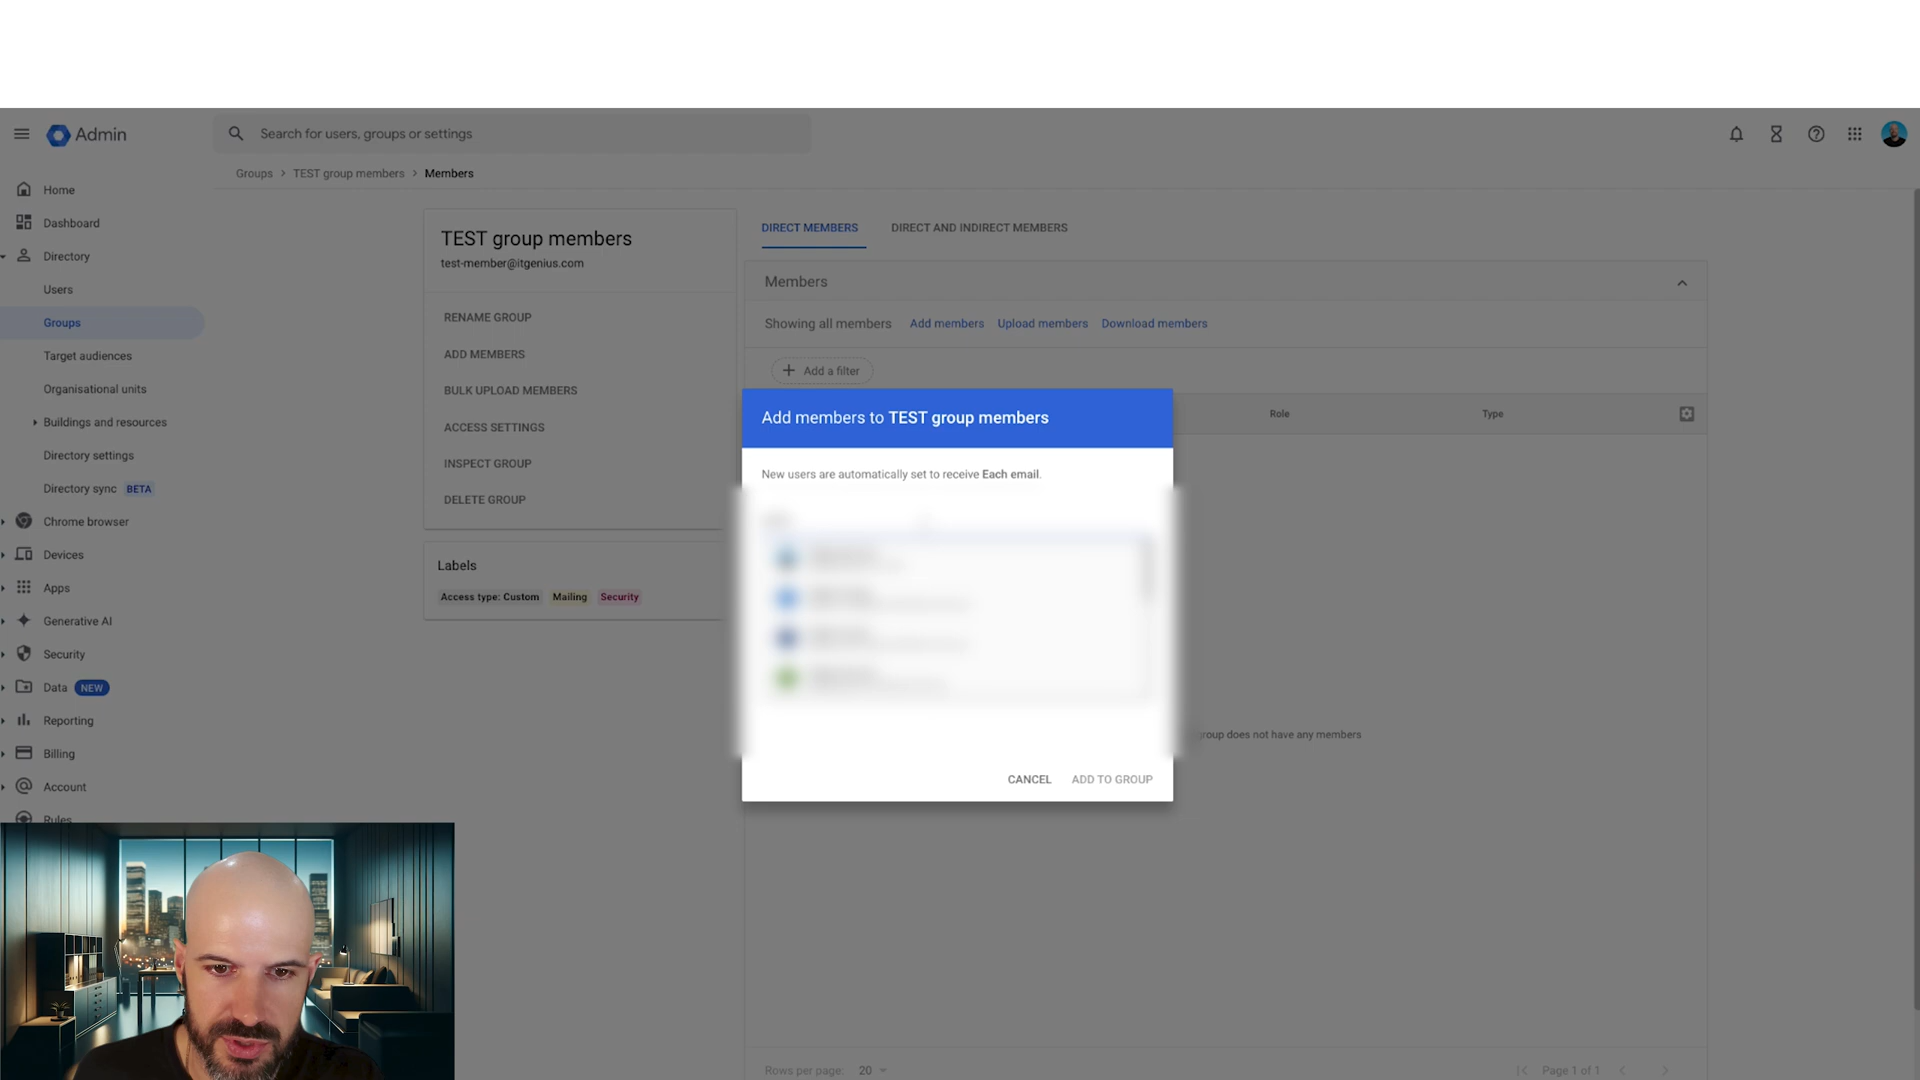 Admin
Search for users, groups or settings
Groups > TEST group members > Members
Home
Dashboard
Directory
Users
Groups
Target audiences
Organisational units
Buildings and resources
Directory settings
Directory sync BETA
Chrome browser
Devices
Apps
Generative AI
Security
Data NEW
Reporting
Billing
Account
Rules
TEST group members
test-member@itgenius.com
RENAME GROUP
ADD MEMBERS
BULK UPLOAD MEMBERS
ACCESS SETTINGS
INSPECT GROUP
DELETE GROUP
Labels
Access type: Custom Mailing Security
DIRECT MEMBERS DIRECT AND INDIRECT MEMBERS
Members
Showing all members Add members Upload members Download members
Add a filter
Role Type
Add members to TEST group members
New users are automatically set to receive Each email.
group does not have any members
CANCEL ADD TO GROUP
Rows per page: 20
Page 1 of 1